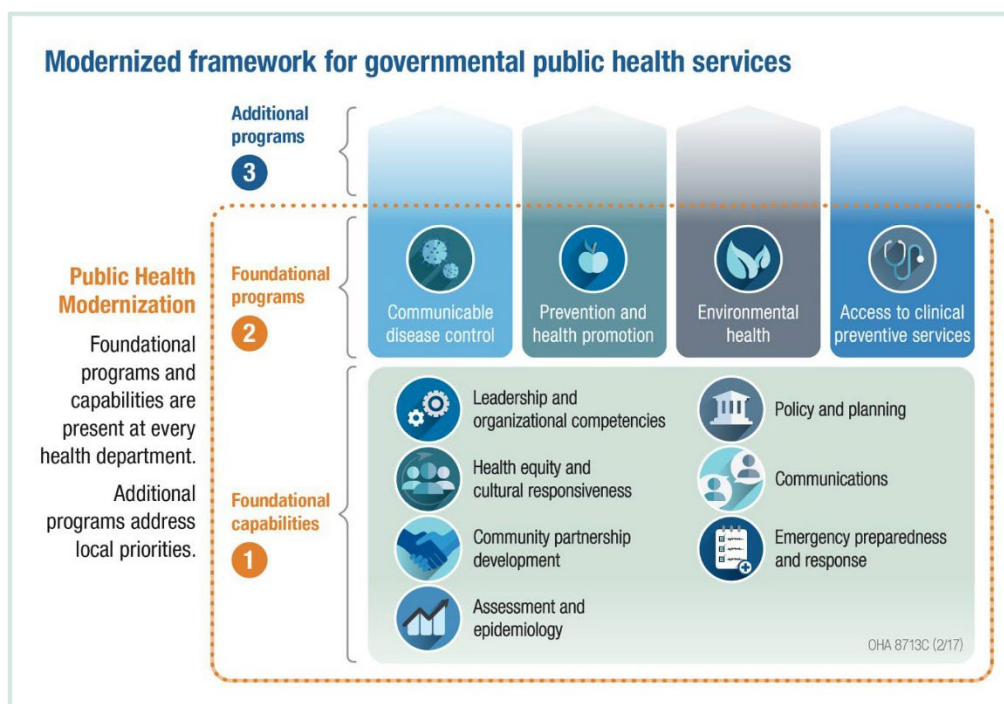 Modernized framework for governmental public health services
Additional
programs
3
Public Health
Modernization
Foundational
programs and
capabilities are
present at every
health department.
Additional
programs address
local priorities.
Foundational
programs
2
Communicable
disease control
Prevention and
health promotion
Environmental
health
Access to clinical
preventive services
Foundational
capabilities
1
Leadership and
organizational competencies
Health equity and
cultural responsiveness
Community partnership
development
Assessment and
epidemiology
Policy and planning
Communications
Emergency preparedness
and response
OHA 8713C (2/17)